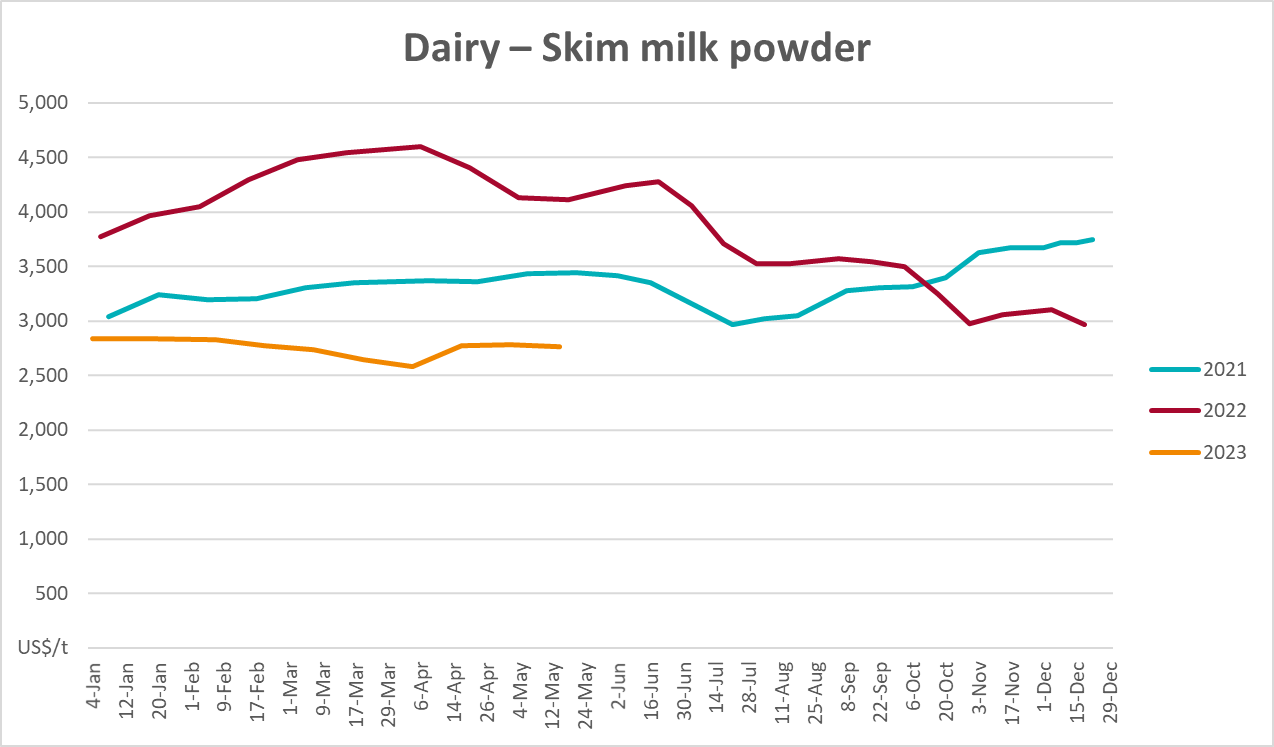 Dairy – Skim milk powder
5,000
4,500
4,000
3,500
3,000
2,500
2,000
1,500
1,000
500
US$/t
4-Jan
12-Jan
20-Jan
1-Feb
9-Feb
17-Feb
1-Mar
9-Mar
17-Mar
29-Mar
6-Apr
14-Apr
26-Apr
4-May
12-May
24-May
2-Jun
16-Jun
30-Jun
14-Jul
28-Jul
11-Aug
25-Aug
8-Sep
22-Sep
6-Oct
20-Oct
3-Nov
17-Nov
1-Dec
15-Dec
29-Dec
2021
2022
2023